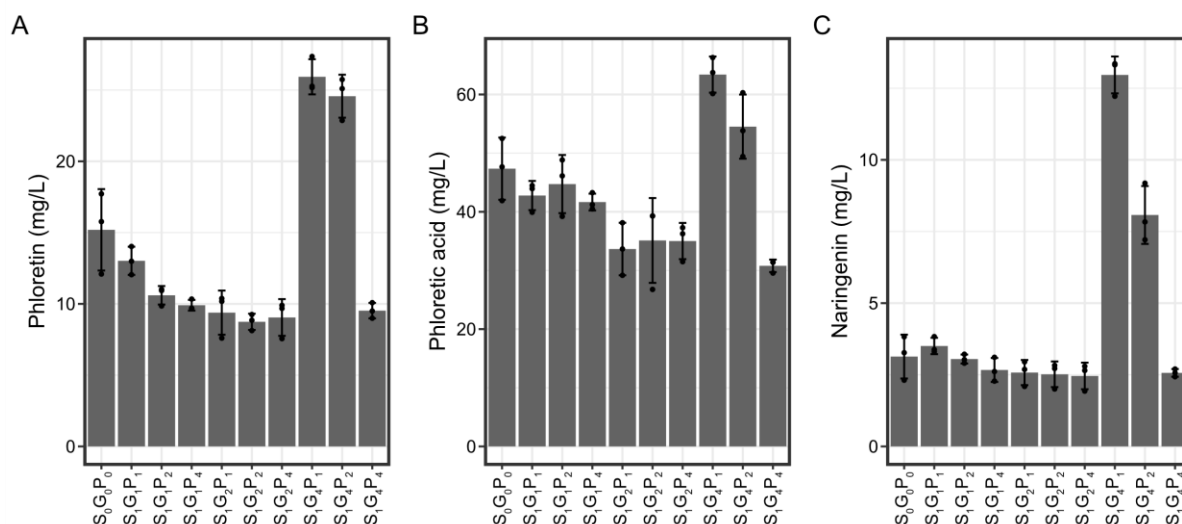 A
Phloretin (mg/L)
20
10
0
S₀G₀P₀
S₁G₁P₁
S₁G₁P₂
S₁G₁P₄
S₁G₂P₁
S₁G₂P₂
S₁G₂P₄
S₁G₄P₁
S₁G₄P₂
S₁G₄P₄
B
Phloretic acid (mg/L)
60
40
20
0
S₀G₀P₀
S₁G₁P₁
S₁G₁P₂
S₁G₁P₄
S₁G₂P₁
S₁G₂P₂
S₁G₂P₄
S₁G₄P₁
S₁G₄P₂
S₁G₄P₄
C
Naringenin (mg/L)
10
5
0
S₀G₀P₀
S₁G₁P₁
S₁G₁P₂
S₁G₁P₄
S₁G₂P₁
S₁G₂P₂
S₁G₂P₄
S₁G₄P₁
S₁G₄P₂
S₁G₄P₄